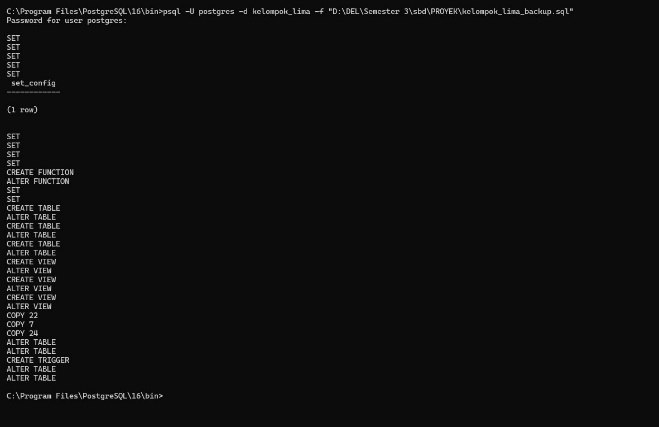 C:\Program Files\PostgreSQL\16\bin>psql -U postgres -d kelompok_lima -f "D:\DEL\Semester 3\sbd\PROYEK\kelompok_lima_backup.sql"
Password for user postgres:
SET
SET
SET
SET
SET
set_config
------------
(1 row)
SET
SET
SET
SET
CREATE FUNCTION
ALTER FUNCTION
SET
SET
CREATE TABLE
ALTER TABLE
CREATE TABLE
ALTER TABLE
CREATE TABLE
ALTER TABLE
CREATE VIEW
ALTER VIEW
CREATE VIEW
ALTER VIEW
CREATE VIEW
ALTER VIEW
COPY 22
COPY 7
COPY 24
ALTER TABLE
ALTER TABLE
CREATE TRIGGER
ALTER TABLE
ALTER TABLE
C:\Program Files\PostgreSQL\16\bin>